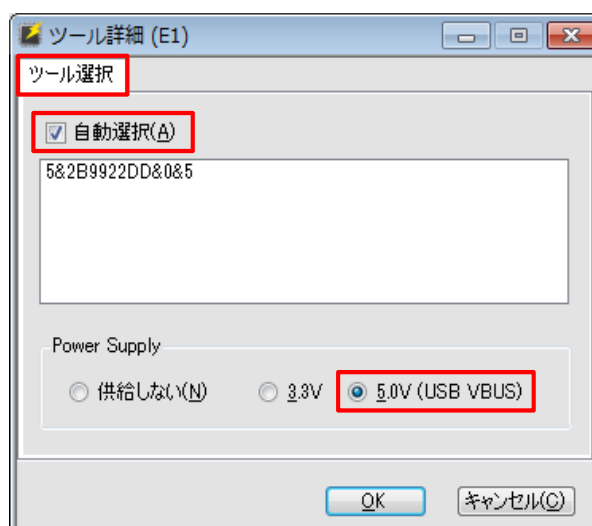 ツール詳細 (E1)
ツール選択
自動選択(A)
5&2B9922DD&0&5
Power Supply
供給しない(N) 3.3V 5.0V (USB VBUS)
OK キャンセル(C)